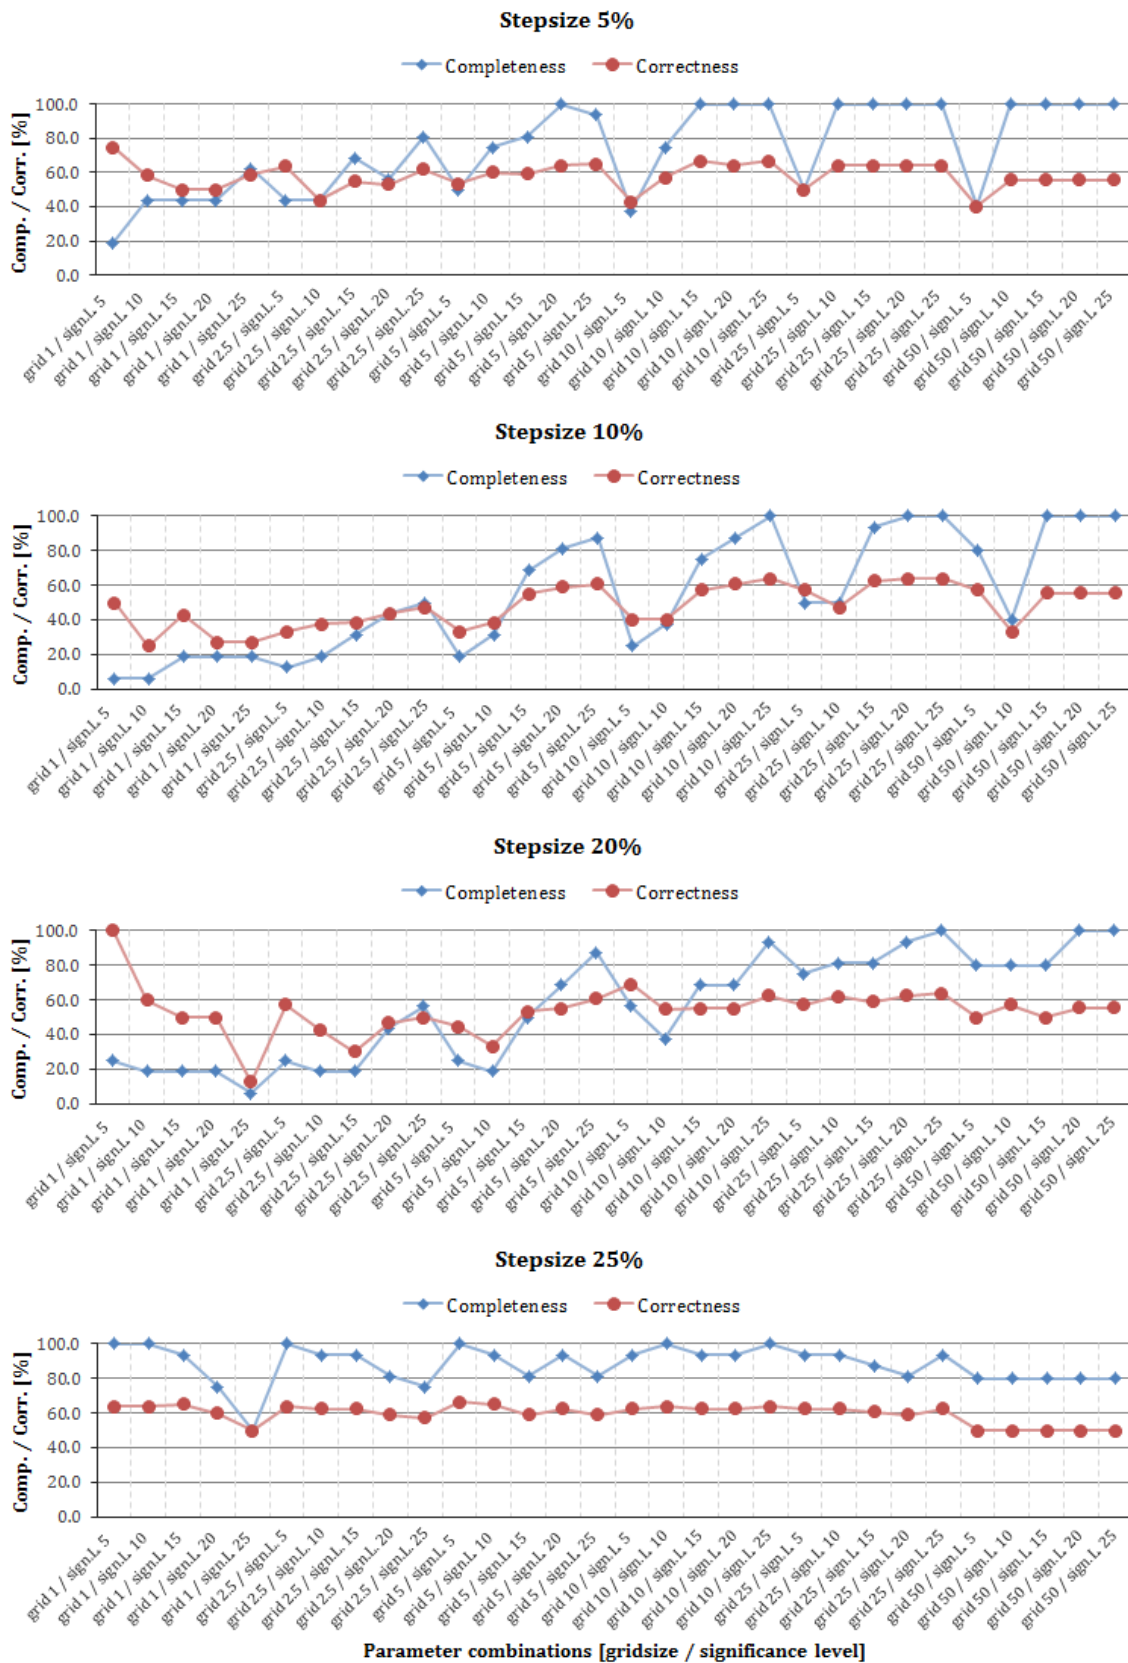 Stepsize 5%
Completeness Correctness
Comp. / Corr. [%]
100.0
80.0
60.0
40.0
20.0
0.0
grid 1 / sign.L. 5
grid 1 / sign.L. 10
grid 1 / sign.L. 15
grid 1 / sign.L. 20
grid 1 / sign.L. 25
grid 2.5 / sign.L. 5
grid 2.5 / sign.L. 10
grid 2.5 / sign.L. 15
grid 2.5 / sign.L. 20
grid 2.5 / sign.L. 25
grid 5 / sign.L. 5
grid 5 / sign.L. 10
grid 5 / sign.L. 15
grid 5 / sign.L. 20
grid 5 / sign.L. 25
grid 10 / sign.L. 5
grid 10 / sign.L. 10
grid 10 / sign.L. 15
grid 10 / sign.L. 20
grid 10 / sign.L. 25
grid 25 / sign.L. 5
grid 25 / sign.L. 10
grid 25 / sign.L. 15
grid 25 / sign.L. 20
grid 25 / sign.L. 25
grid 50 / sign.L. 5
grid 50 / sign.L. 10
grid 50 / sign.L. 15
grid 50 / sign.L. 20
grid 50 / sign.L. 25
Stepsize 10%
Completeness Correctness
Comp. / Corr. [%]
100.0
80.0
60.0
40.0
20.0
0.0
grid 1 / sign.L. 5
grid 1 / sign.L. 10
grid 1 / sign.L. 15
grid 1 / sign.L. 20
grid 1 / sign.L. 25
grid 2.5 / sign.L. 5
grid 2.5 / sign.L. 10
grid 2.5 / sign.L. 15
grid 2.5 / sign.L. 20
grid 2.5 / sign.L. 25
grid 5 / sign.L. 5
grid 5 / sign.L. 10
grid 5 / sign.L. 15
grid 5 / sign.L. 20
grid 5 / sign.L. 25
grid 10 / sign.L. 5
grid 10 / sign.L. 10
grid 10 / sign.L. 15
grid 10 / sign.L. 20
grid 10 / sign.L. 25
grid 25 / sign.L. 5
grid 25 / sign.L. 10
grid 25 / sign.L. 15
grid 25 / sign.L. 20
grid 25 / sign.L. 25
grid 50 / sign.L. 5
grid 50 / sign.L. 10
grid 50 / sign.L. 15
grid 50 / sign.L. 20
grid 50 / sign.L. 25
Stepsize 20%
Completeness Correctness
Comp. / Corr. [%]
100.0
80.0
60.0
40.0
20.0
0.0
grid 1 / sign.L. 5
grid 1 / sign.L. 10
grid 1 / sign.L. 15
grid 1 / sign.L. 20
grid 1 / sign.L. 25
grid 2.5 / sign.L. 5
grid 2.5 / sign.L. 10
grid 2.5 / sign.L. 15
grid 2.5 / sign.L. 20
grid 2.5 / sign.L. 25
grid 5 / sign.L. 5
grid 5 / sign.L. 10
grid 5 / sign.L. 15
grid 5 / sign.L. 20
grid 5 / sign.L. 25
grid 10 / sign.L. 5
grid 10 / sign.L. 10
grid 10 / sign.L. 15
grid 10 / sign.L. 20
grid 10 / sign.L. 25
grid 25 / sign.L. 5
grid 25 / sign.L. 10
grid 25 / sign.L. 15
grid 25 / sign.L. 20
grid 25 / sign.L. 25
grid 50 / sign.L. 5
grid 50 / sign.L. 10
grid 50 / sign.L. 15
grid 50 / sign.L. 20
grid 50 / sign.L. 25
Stepsize 25%
Completeness Correctness
Comp. / Corr. [%]
100.0
80.0
60.0
40.0
20.0
0.0
grid 1 / sign.L. 5
grid 1 / sign.L. 10
grid 1 / sign.L. 15
grid 1 / sign.L. 20
grid 1 / sign.L. 25
grid 2.5 / sign.L. 5
grid 2.5 / sign.L. 10
grid 2.5 / sign.L. 15
grid 2.5 / sign.L. 20
grid 2.5 / sign.L. 25
grid 5 / sign.L. 5
grid 5 / sign.L. 10
grid 5 / sign.L. 15
grid 5 / sign.L. 20
grid 5 / sign.L. 25
grid 10 / sign.L. 5
grid 10 / sign.L. 10
grid 10 / sign.L. 15
grid 10 / sign.L. 20
grid 10 / sign.L. 25
grid 25 / sign.L. 5
grid 25 / sign.L. 10
grid 25 / sign.L. 15
grid 25 / sign.L. 20
grid 25 / sign.L. 25
grid 50 / sign.L. 5
grid 50 / sign.L. 10
grid 50 / sign.L. 15
grid 50 / sign.L. 20
grid 50 / sign.L. 25
Parameter combinations [gridsize / significance level]